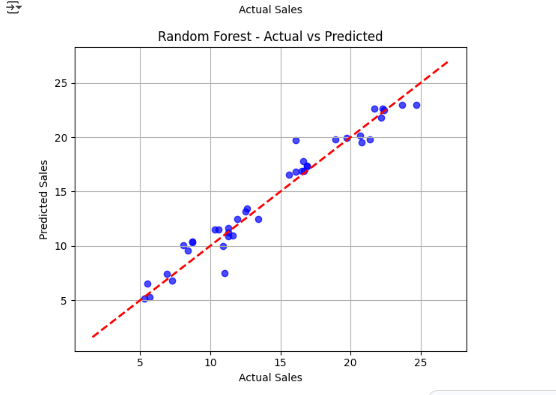 Actual Sales
Random Forest - Actual vs Predicted
25
20
15
10
5
Predicted Sales
5 10 15 20 25
Actual Sales